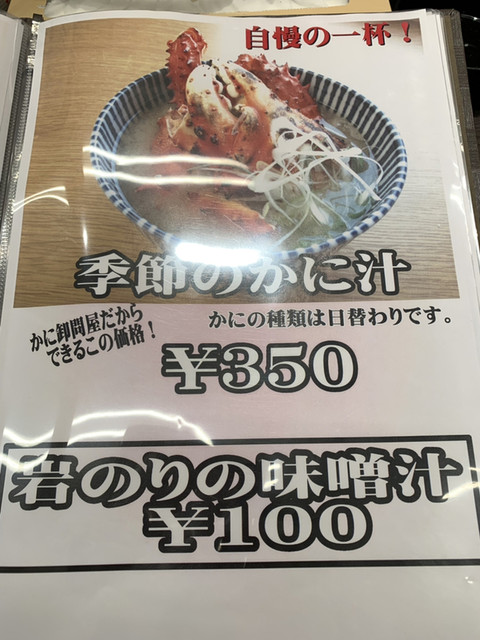 自慢の一杯！
季節のかに汁
かに卸問屋だから
できるこの価格！
かにの種類は日替わりです。
¥350
岩のりの味噌汁
¥100